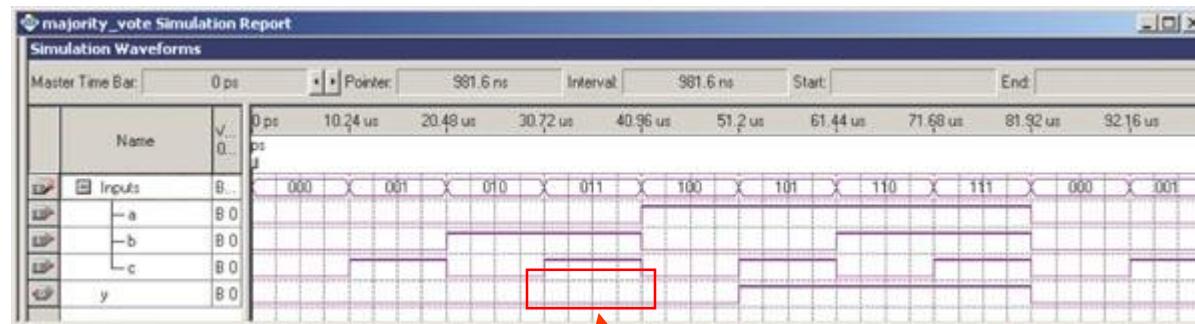 majority_vote Simulation Report
Simulation Waveforms
Master Time Bar: 0 ps Pointer: 981.6 ns Interval: 981.6 ns Start: End:
Name V... 0... 0 ps 10.24 us 20.48 us 30.72 us 40.96 us 51.2 us 61.44 us 71.68 us 81.92 us 92.16 us
ps
Inputs B... 000 001 010 011 100 101 110 111 000 001
a B 0
b B 0
c B 0
y B 0